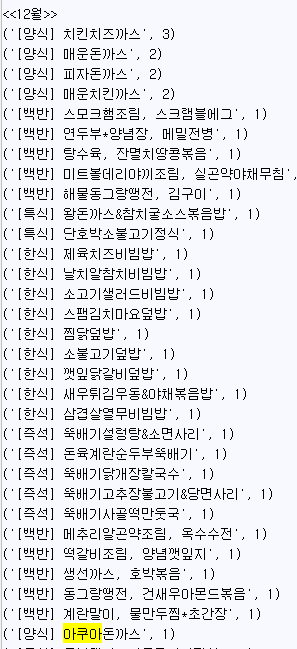 <<12월>>
('[양식] 치킨치즈까스', 3)
('[양식] 매운돈까스', 2)
('[양식] 피자돈까스', 2)
('[양식] 매운치킨까스', 2)
('[백반] 스모크햄조림, 스크램블에그', 1)
('[백반] 연두부*양념장, 메밀전병', 1)
('[백반] 탕수육, 잔멸치땅콩볶음', 1)
('[백반] 미트볼데리야끼조림, 실곤약야채무침',
('[백반] 해물동그랑땡전, 김구이', 1)
('[특식] 왕돈까스&참치굴소스볶음밥', 1)
('[특식] 단호박소불고기정식', 1)
('[한식] 제육치즈비빔밥', 1)
('[한식] 날치알참치비빔밥', 1)
('[한식] 소고기샐러드비빔밥', 1)
('[한식] 스팸김치마요덮밥', 1)
('[한식] 찜닭덮밥', 1)
('[한식] 소불고기덮밥', 1)
('[한식] 깻잎닭갈비덮밥', 1)
('[한식] 새우튀김우동&야채볶음밥', 1)
('[한식] 삼겹살열무비빔밥', 1)
('[즉석] 뚝배기설렁탕&소면사리', 1)
('[즉석] 돈육계란순두부뚝배기', 1)
('[즉석] 뚝배기닭개장칼국수', 1)
('[즉석] 뚝배기고추장불고기&당면사리', 1)
('[즉석] 뚝배기사골떡만둣국', 1)
('[백반] 메추리알곤약조림, 옥수수전', 1)
('[백반] 떡갈비조림, 양념깻잎지', 1)
('[백반] 생선까스, 호박볶음', 1)
('[백반] 동그랑땡전, 건새우아몬드볶음', 1)
('[백반] 계란말이, 물만두찜*초간장', 1)
('[양식] 아쿠아돈까스', 1)